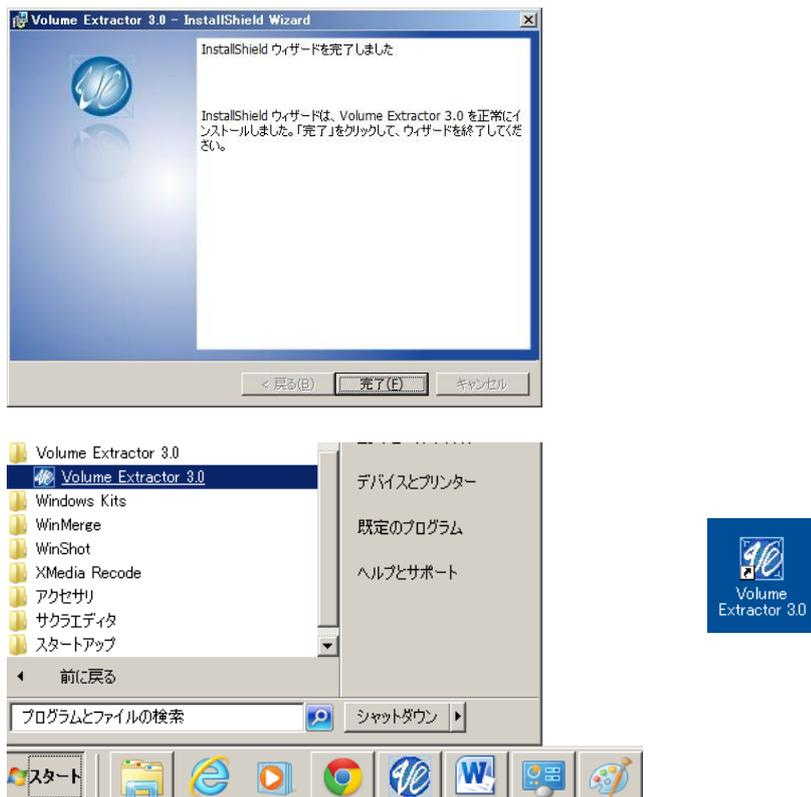 Volume Extractor 3.0 - InstallShield Wizard
InstallShield ウィザードを完了しました
InstallShield ウィザードは、Volume Extractor 3.0 を正常にイ
ンストールしました。「完了」をクリックして、ウィザードを終了してくだ
さい。
< 戻る(B)
完了(F)
キャンセル
Volume Extractor 3.0
Volume Extractor 3.0
Windows Kits
WinMerge
WinShot
XMedia Recode
アクセサリ
サクラエディタ
スタートアップ
前に戻る
プログラムとファイルの検索
デバイスとプリンター
既定のプログラム
ヘルプとサポート
シャットダウン
スタート
Volume
Extractor 3.0